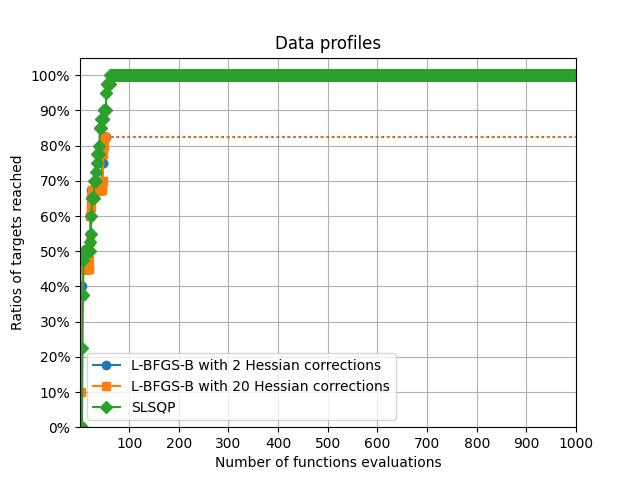 Data profiles
Ratios of targets reached
100%
90%
80%
70%
60%
50%
40%
30%
20%
10%
0%
L-BFGS-B with 2 Hessian corrections
L-BFGS-B with 20 Hessian corrections
SLSQP
100 200 300 400 500 600 700 800 900 1000
Number of functions evaluations